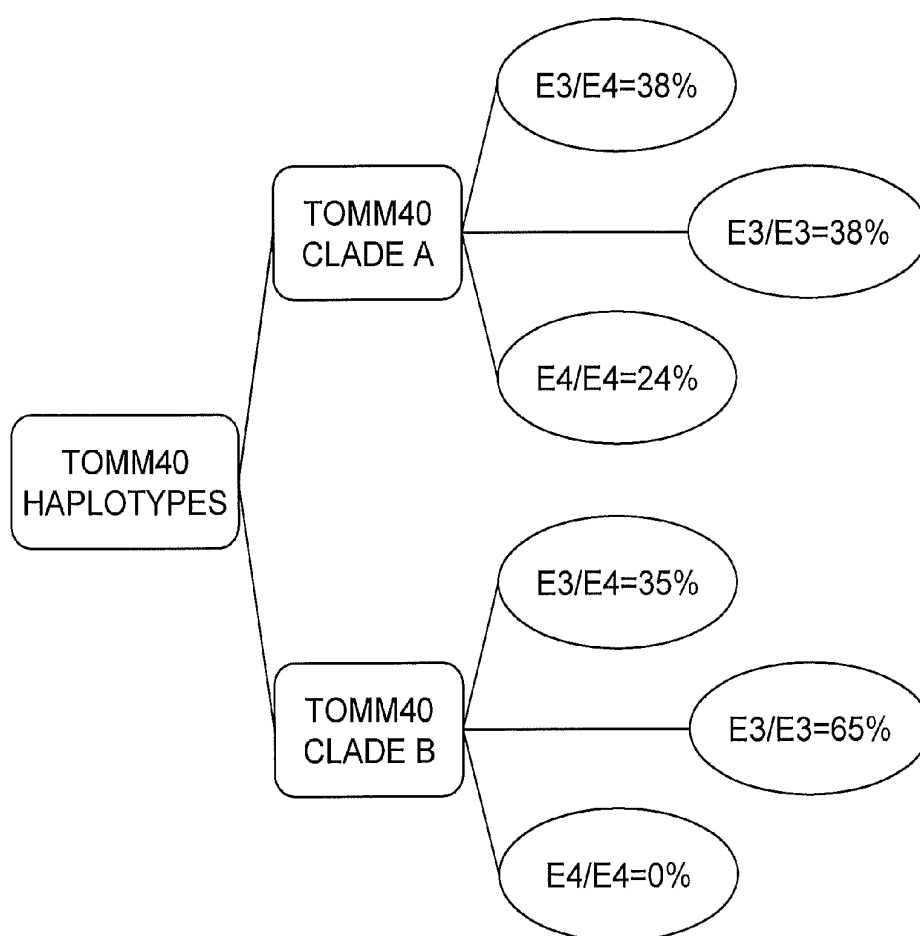 TOMM40
HAPLOTYPES
TOMM40
CLADE A
E3/E4=38%
E3/E3=38%
E4/E4=24%
TOMM40
CLADE B
E3/E4=35%
E3/E3=65%
E4/E4=0%